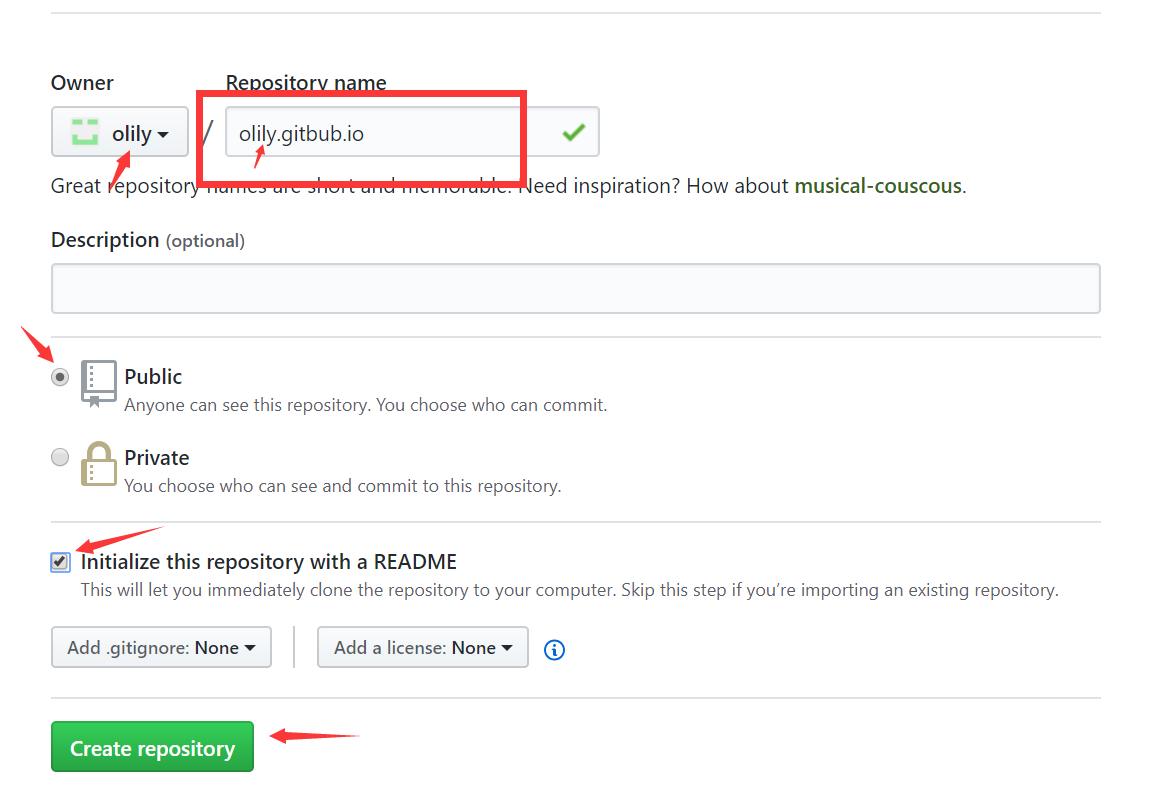 Owner
Repository name
olily
/
olily.gitbub.io
Great repository names are short and memorable. Need inspiration? How about musical-couscous.
Description (optional)
Public
Anyone can see this repository. You choose who can commit.
Private
You choose who can see and commit to this repository.
Initialize this repository with a README
This will let you immediately clone the repository to your computer. Skip this step if you’re importing an existing repository.
Add .gitignore: None
Add a license: None
Create repository